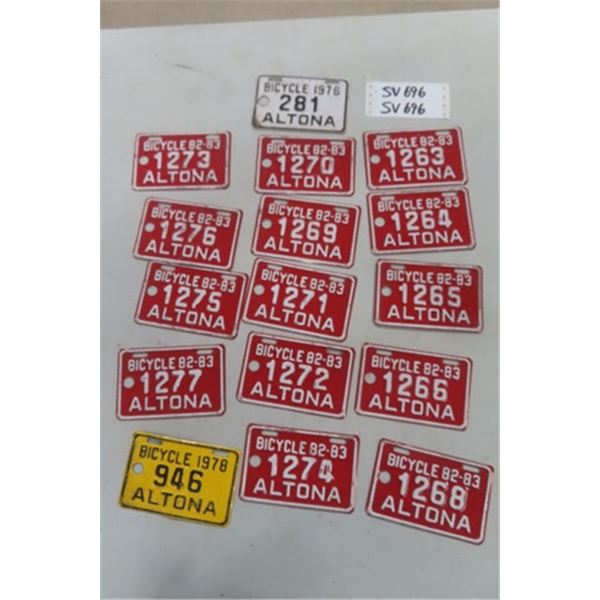 BICYCLE 1976
281
ALTONA
SV 696
SV 696
BICYCLE 82-83
1273
ALTONA
BICYCLE 82-83
1270
ALTONA
BICYCLE 82-83
1263
ALTONA
BICYCLE 82-83
1276
ALTONA
BICYCLE 82-83
1269
ALTONA
BICYCLE 82-83
1264
ALTONA
BICYCLE 82-83
1275
ALTONA
BICYCLE 82-83
1271
ALTONA
BICYCLE 82-83
1265
ALTONA
BICYCLE 82-83
1277
ALTONA
BICYCLE 82-83
1272
ALTONA
BICYCLE 82-83
1266
ALTONA
BICYCLE 1978
946
ALTONA
BICYCLE 82-83
1274
ALTONA
BICYCLE 82-83
1268
ALTONA